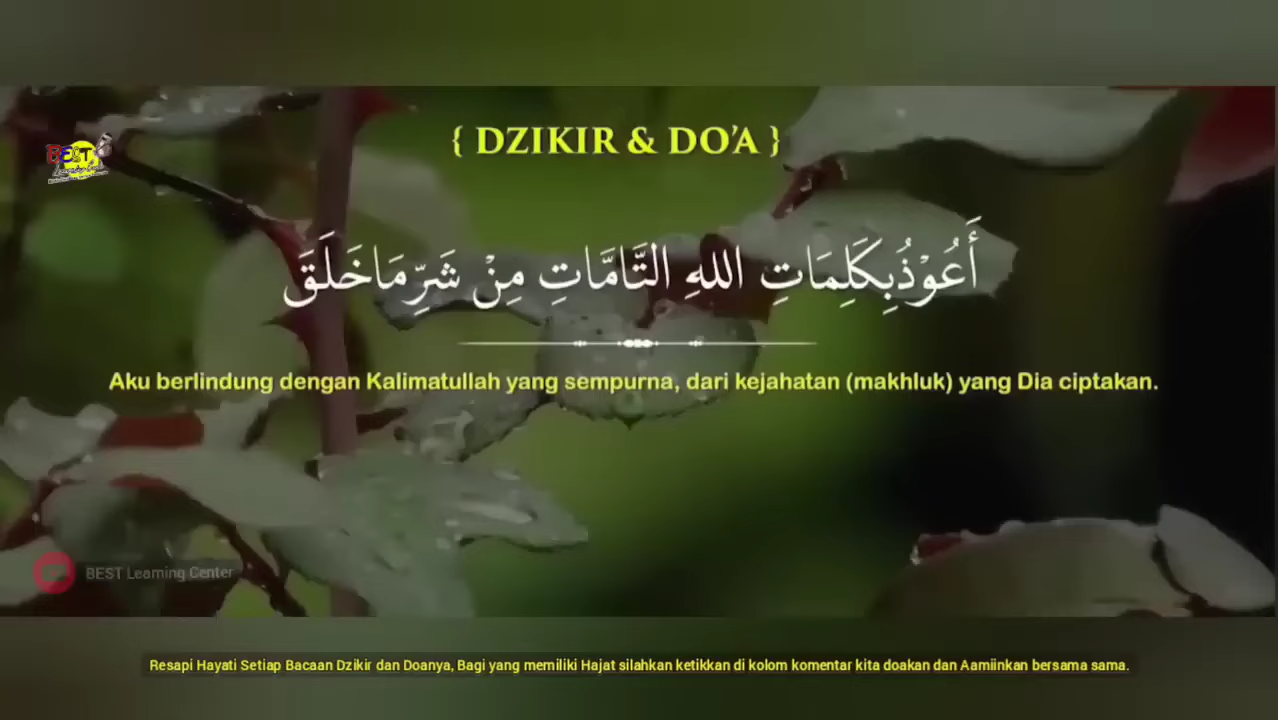 { DZIKIR & DO'A }
BEST
أَعُوْذُبِكَلِمَاتِ اللهِ التَّامَّاتِ مِنْ شَرِّمَاخَلَقَ
Aku berlindung dengan Kalimatullah yang sempurna, dari kejahatan (makhluk) yang Dia ciptakan.
BEST Learning Center
Resapi Hayati Setiap Bacaan Dzikir dan Doanya, Bagi yang memiliki Hajat silahkan ketikkan di kolom komentar kita doakan dan Aamiinkan bersama sama.